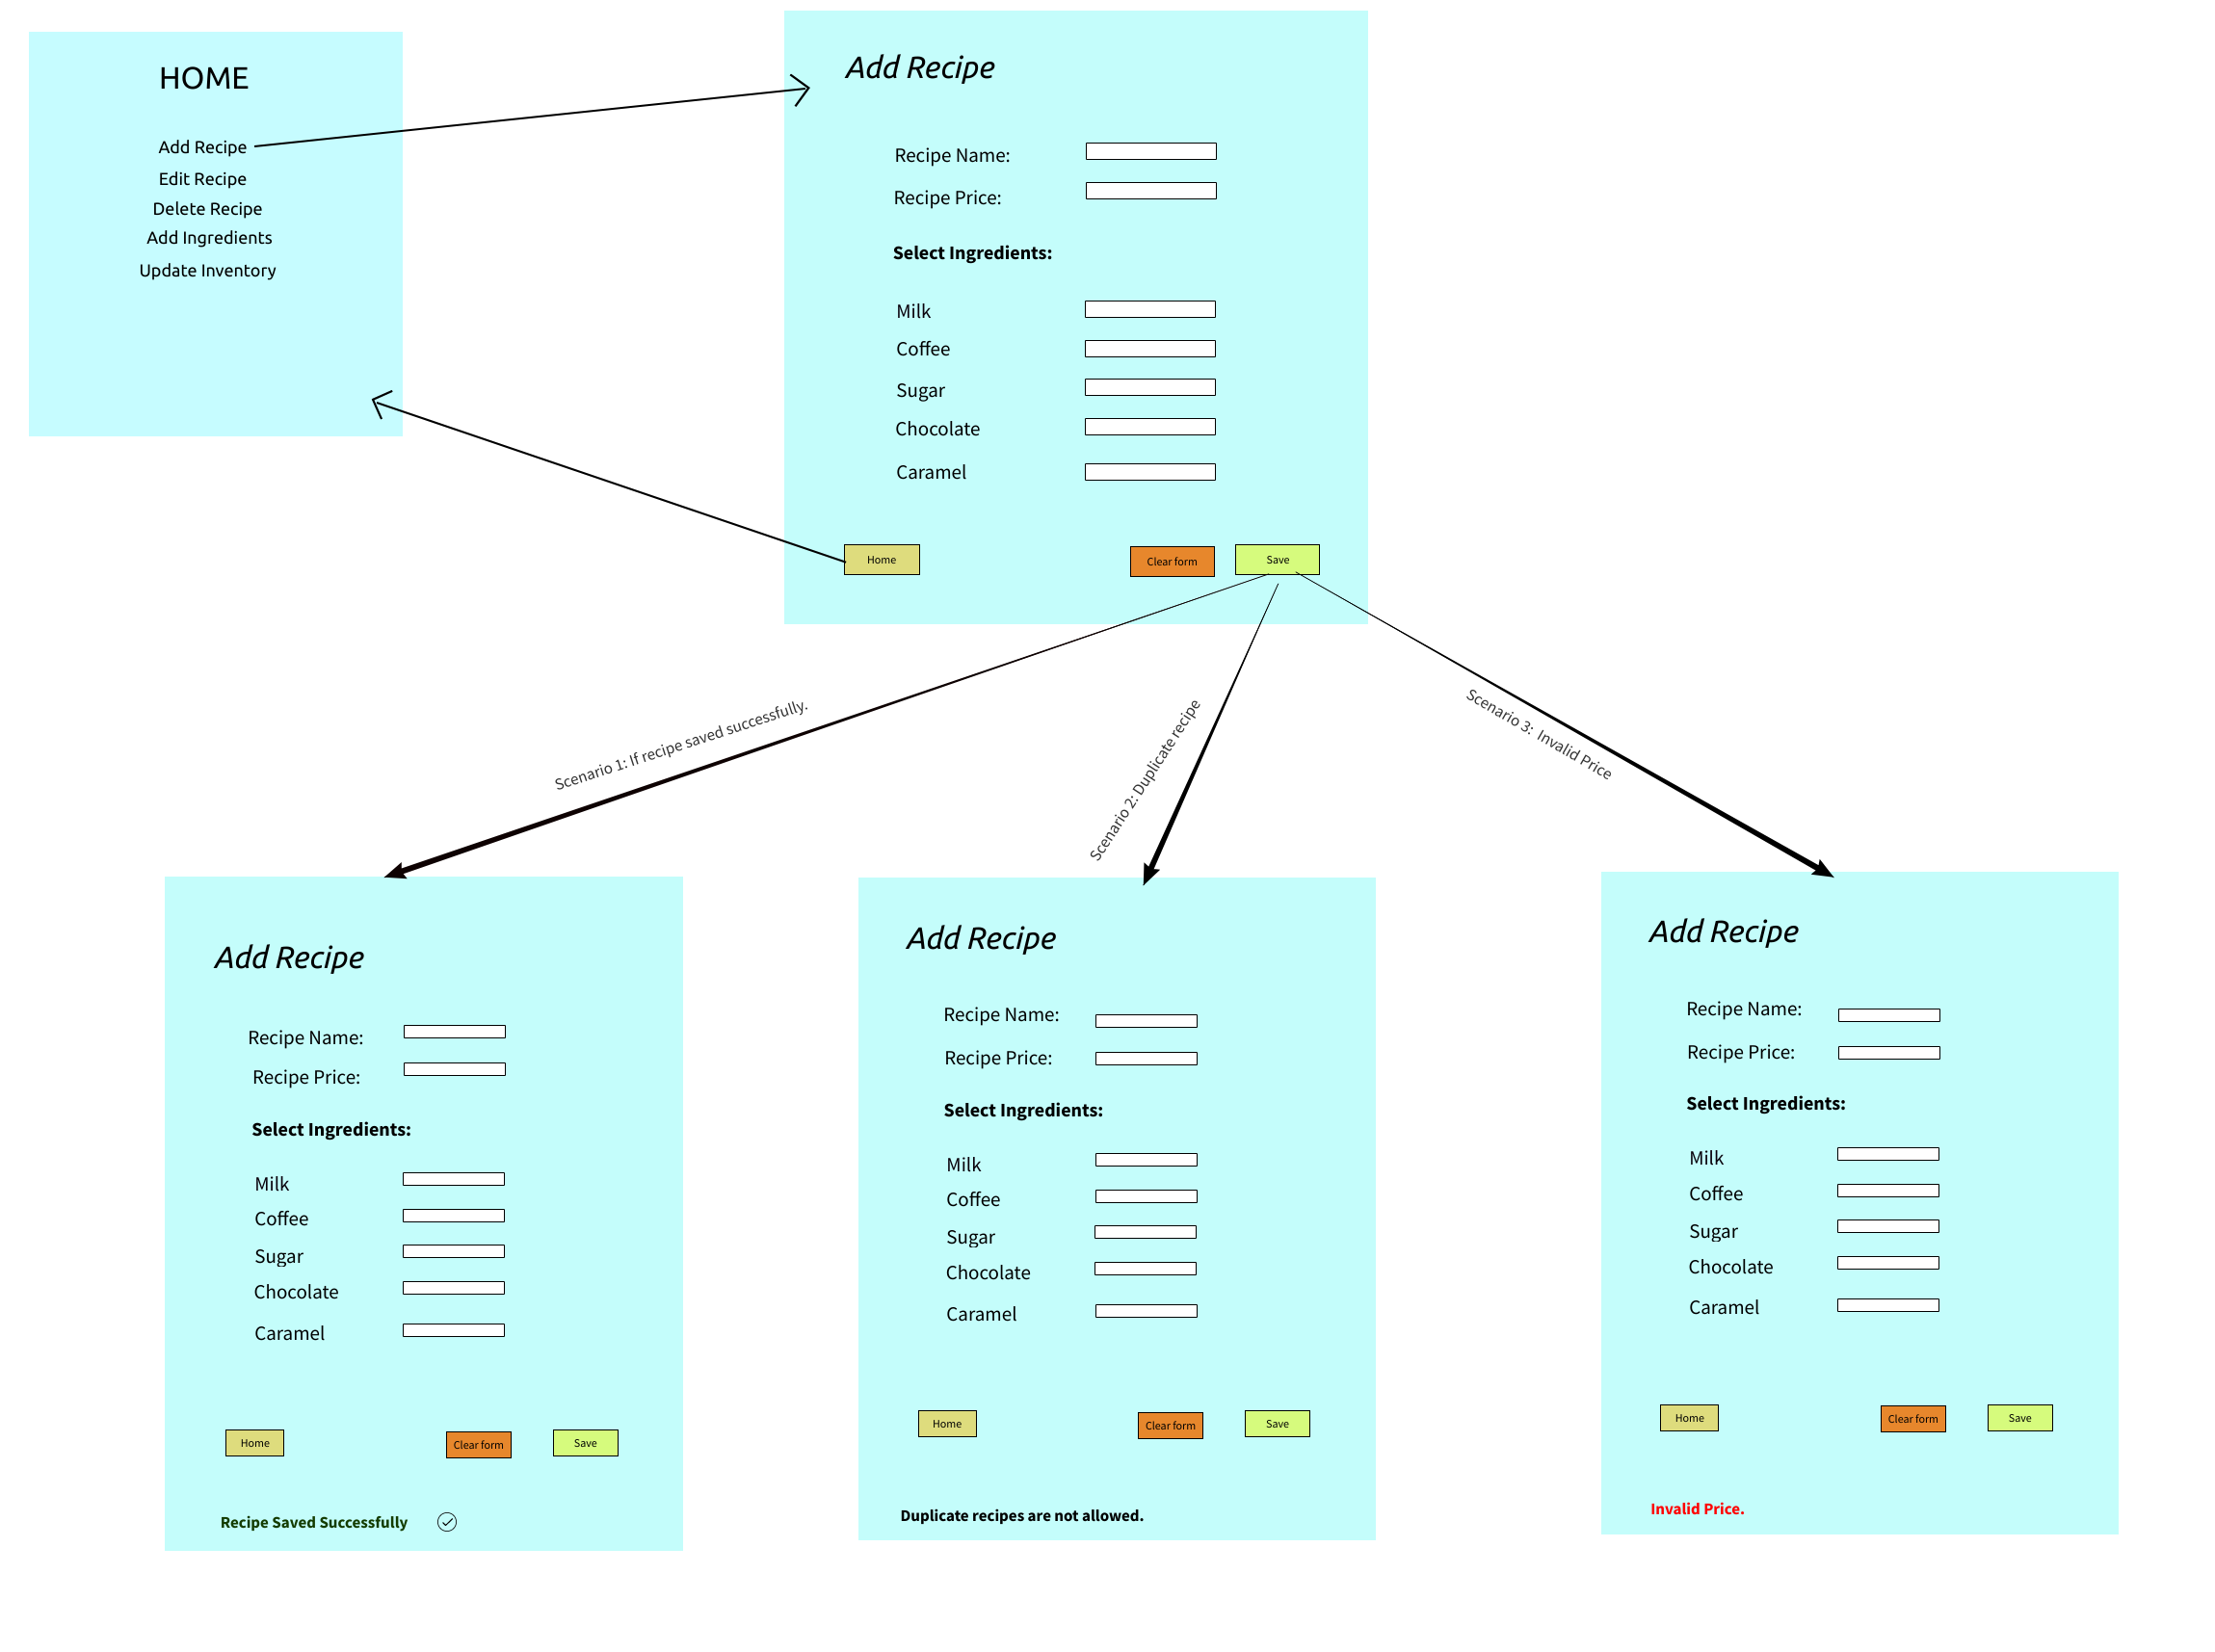 HOME
Add Recipe
Edit Recipe
Delete Recipe
Add Ingredients
Update Inventory
Add Recipe
Recipe Name:
Recipe Price:
Select Ingredients:
Milk
Coffee
Sugar
Chocolate
Caramel
Home
Clear form
Save
Scenario 1: If recipe saved successfully.
Scenario 2: Duplicate recipe
Scenario 3: Invalid Price
Add Recipe
Recipe Name:
Recipe Price:
Select Ingredients:
Milk
Coffee
Sugar
Chocolate
Caramel
Home
Clear form
Save
Recipe Saved Successfully
Add Recipe
Recipe Name:
Recipe Price:
Select Ingredients:
Milk
Coffee
Sugar
Chocolate
Caramel
Home
Clear form
Save
Duplicate recipes are not allowed.
Add Recipe
Recipe Name:
Recipe Price:
Select Ingredients:
Milk
Coffee
Sugar
Chocolate
Caramel
Home
Clear form
Save
Invalid Price.